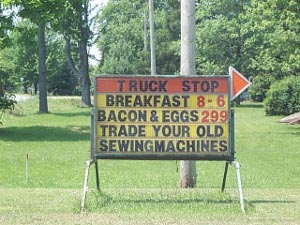 TRUCK STOP
BREAKFAST 8-6
BACON & EGGS 299
TRADE YOUR OLD
SEWINGMACHINES